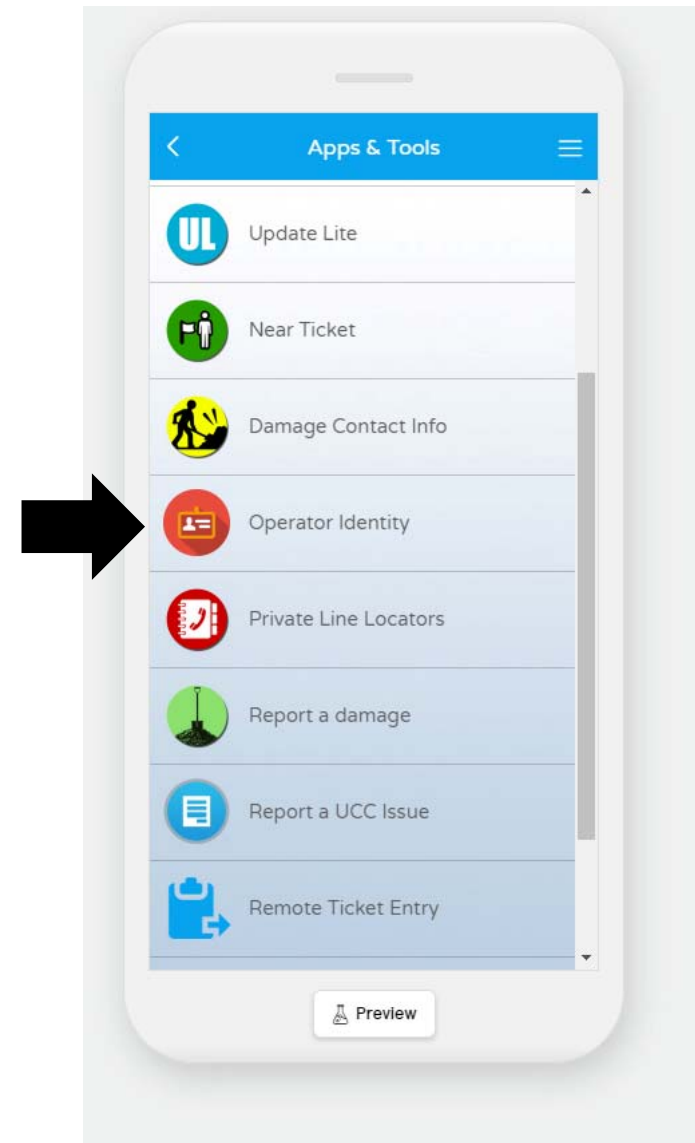 Apps & Tools
UL Update Lite
Near Ticket
Damage Contact Info
Operator Identity
Private Line Locators
Report a damage
Report a UCC Issue
Remote Ticket Entry
Preview